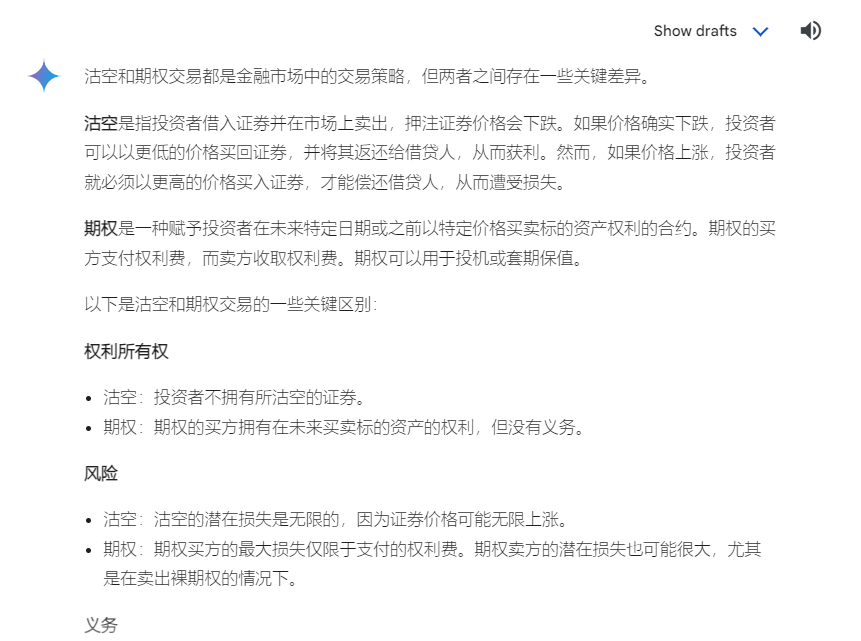 Show drafts
沽空和期权交易都是金融市场中的交易策略，但两者之间存在一些关键差异。
沽空是指投资者借入证券并在市场上卖出，押注证券价格会下跌。如果价格确实下跌，投资者
可以以更低的价格买回证券，并将其返还给借贷人，从而获利。然而，如果价格上涨，投资者
就必须以更高的价格买入证券，才能偿还借贷人，从而遭受损失。
期权是一种赋予投资者在未来特定日期或之前以特定价格买卖标的资产权利的合约。期权的买
方支付权利费，而卖方收取权利费。期权可以用于投机或套期保值。
以下是沽空和期权交易的一些关键区别：
权利所有权
• 沽空：投资者不拥有所沽空的证券。
• 期权：期权的买方拥有在未来买卖标的资产的权利，但没有义务。
风险
• 沽空：沽空的潜在损失是无限的，因为证券价格可能无限上涨。
• 期权：期权买方的最大损失仅限于支付的权利费。期权卖方的潜在损失也可能很大，尤其
是在卖出裸期权的情况下。
义务